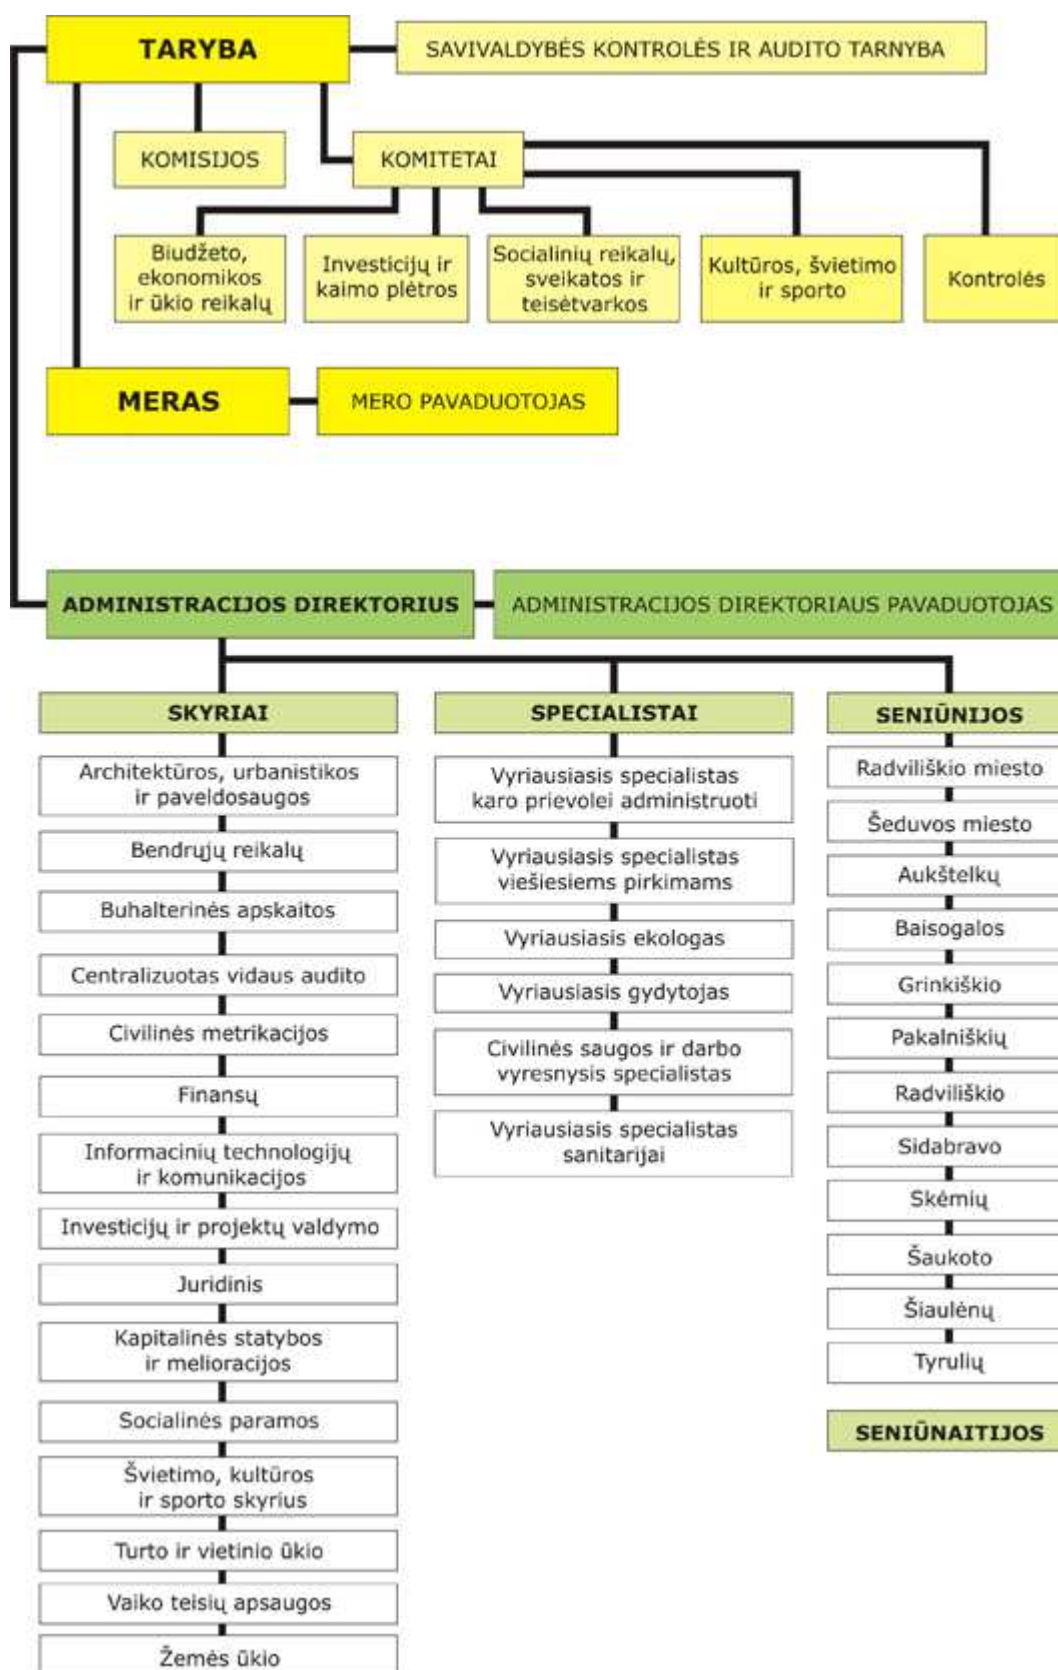 TARYBA
SAVIVALDYBĖS KONTROLĖS IR AUDITO TARNYBA
KOMISIJOS
KOMITETAI
Biudžeto,
ekonomikos
ir ūkio reikalų
Investicijų ir
kaimo plėtros
Socialinių reikalų,
sveikatos ir
teisėtvarkos
Kultūros, švietimo
ir sporto
Kontrolės
MERAS
MERO PAVADUOTOJAS
ADMINISTRACIJOS DIREKTORIUS
ADMINISTRACIJOS DIREKTORIAUS PAVADUOTOJAS
SKYRIAI
Architektūros, urbanistikos
ir paveldosaugos
Bendrųjų reikalų
Buhalterinės apskaitos
Centralizuotas vidaus audito
Civilinės metrikacijos
Finansų
Informacinių technologijų
ir komunikacijos
Investicijų ir projektų valdymo
Juridinis
Kapitalinės statybos
ir melioracijos
Socialinės paramos
Švietimo, kultūros
ir sporto skyrius
Turto ir vietinio ūkio
Vaiko teisių apsaugos
Žemės ūkio
SPECIALISTAI
Vyriausiasis specialistas
karo prievolei administruoti
Vyriausiasis specialistas
viešiesiems pirkimams
Vyriausiasis ekologas
Vyriausiasis gydytojas
Civilinės saugos ir darbo
vyresnysis specialistas
Vyriausiasis specialistas
sanitarijai
SENIŪNIJOS
Radviliškio miesto
Šeduvos miesto
Aukštelkų
Baisogalos
Grinkiškio
Pakalniškių
Radviliškio
Sidabravo
Skėmių
Šaukoto
Šiaulėnų
Tyrulių
SENIŪNAITIJOS